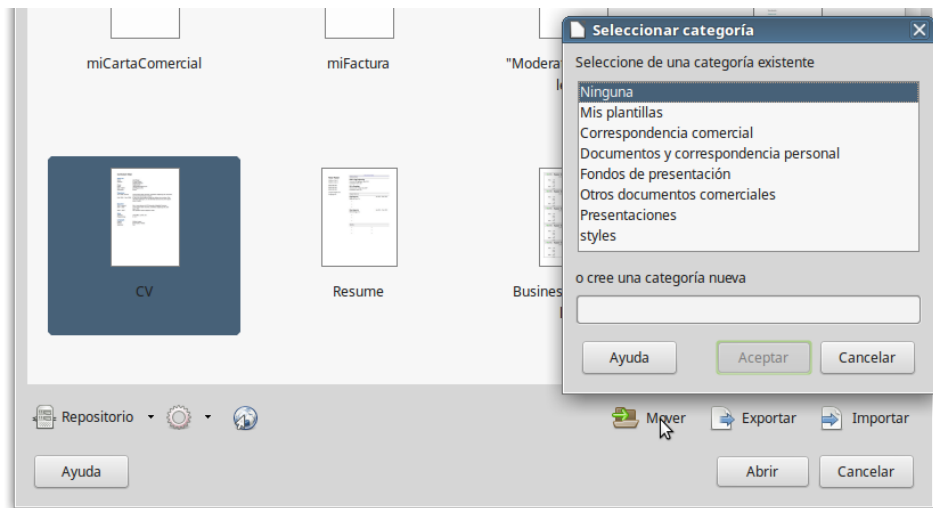 miCartaComercial
miFactura
"Modera
CV
Resume
Busines
Seleccionar categoría
Seleccione de una categoría existente
Ninguna
Mis plantillas
Correspondencia comercial
Documentos y correspondencia personal
Fondos de presentación
Otros documentos comerciales
Presentaciones
styles
o cree una categoría nueva
Ayuda
Aceptar
Cancelar
Repositorio
Mover
Exportar
Importar
Ayuda
Abrir
Cancelar